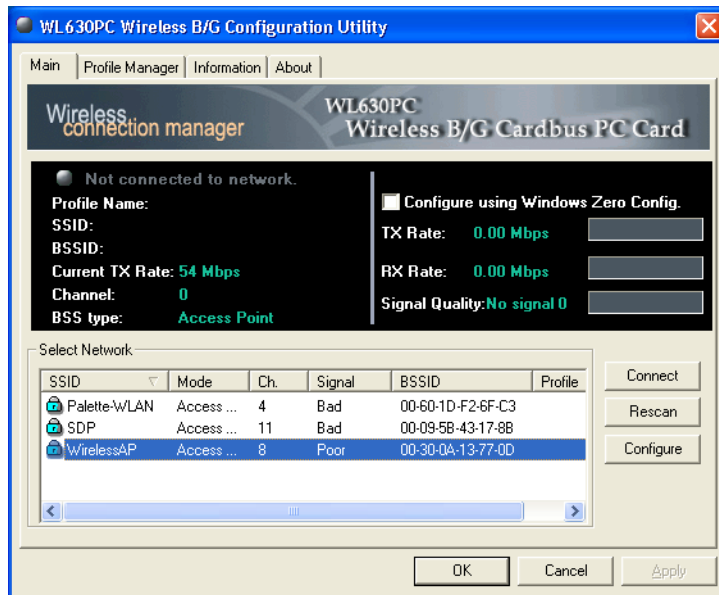 WL630PC Wireless B/G Configuration Utility
Main Profile Manager Information About
Wireless
connection manager
WL630PC
Wireless B/G Cardbus PC Card
Not connected to network.
Profile Name:
SSID:
BSSID:
Current TX Rate: 54 Mbps
Channel: 0
BSS type: Access Point
Configure using Windows Zero Config.
TX Rate: 0.00 Mbps
RX Rate: 0.00 Mbps
Signal Quality:No signal 0
Select Network
SSID Mode Ch. Signal BSSID Profile
Palette-WLAN Access ... 4 Bad 00-60-1D-F2-6F-C3
SDP Access ... 11 Bad 00-09-5B-43-17-8B
WirelessAP Access ... 8 Poor 00-30-0A-13-77-0D
Connect
Rescan
Configure
OK Cancel Apply